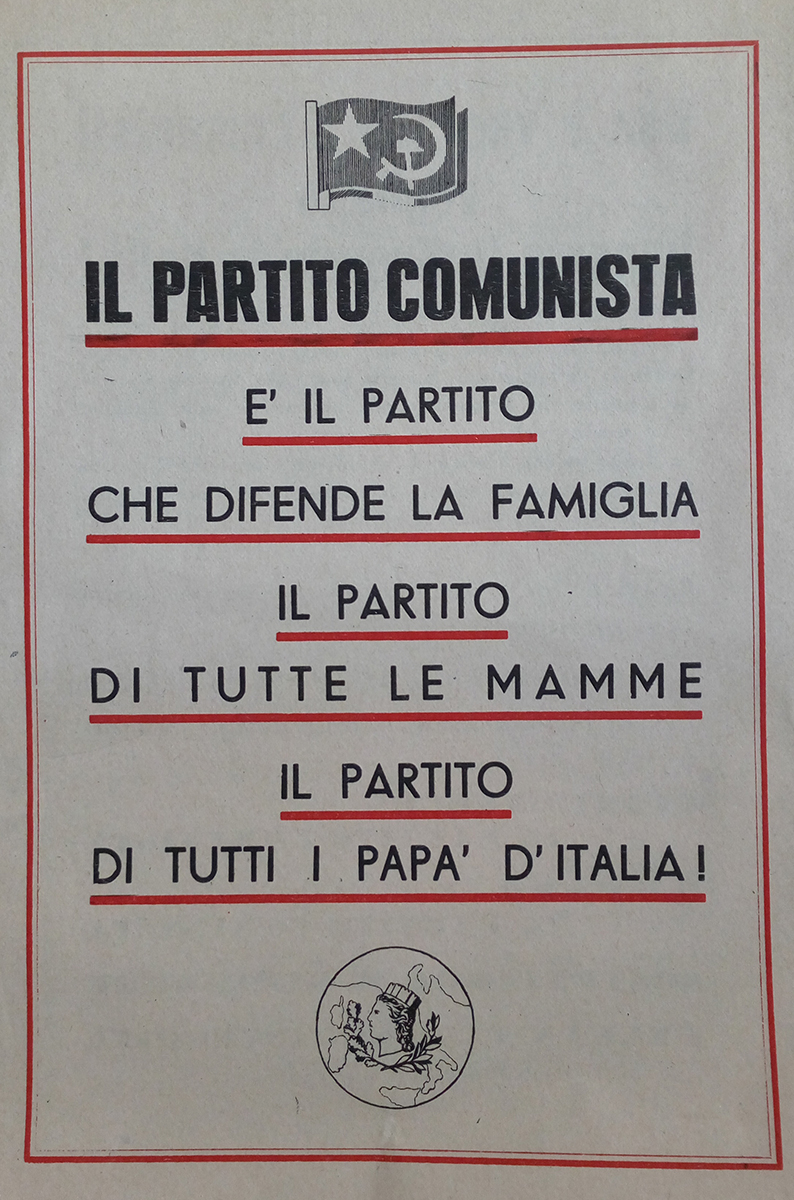 IL PARTITO COMUNISTA
E' IL PARTITO
CHE DIFENDE LA FAMIGLIA
IL PARTITO
DI TUTTE LE MAMME
IL PARTITO
DI TUTTI I PAPA' D'ITALIA!